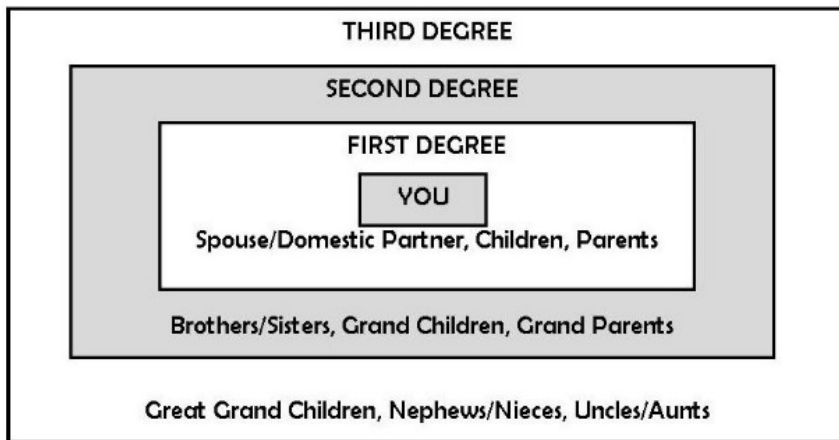 THIRD DEGREE
SECOND DEGREE
FIRST DEGREE
YOU
Spouse/Domestic Partner, Children, Parents
Brothers/Sisters, Grand Children, Grand Parents
Great Grand Children, Nephews/Nieces, Uncles/Aunts